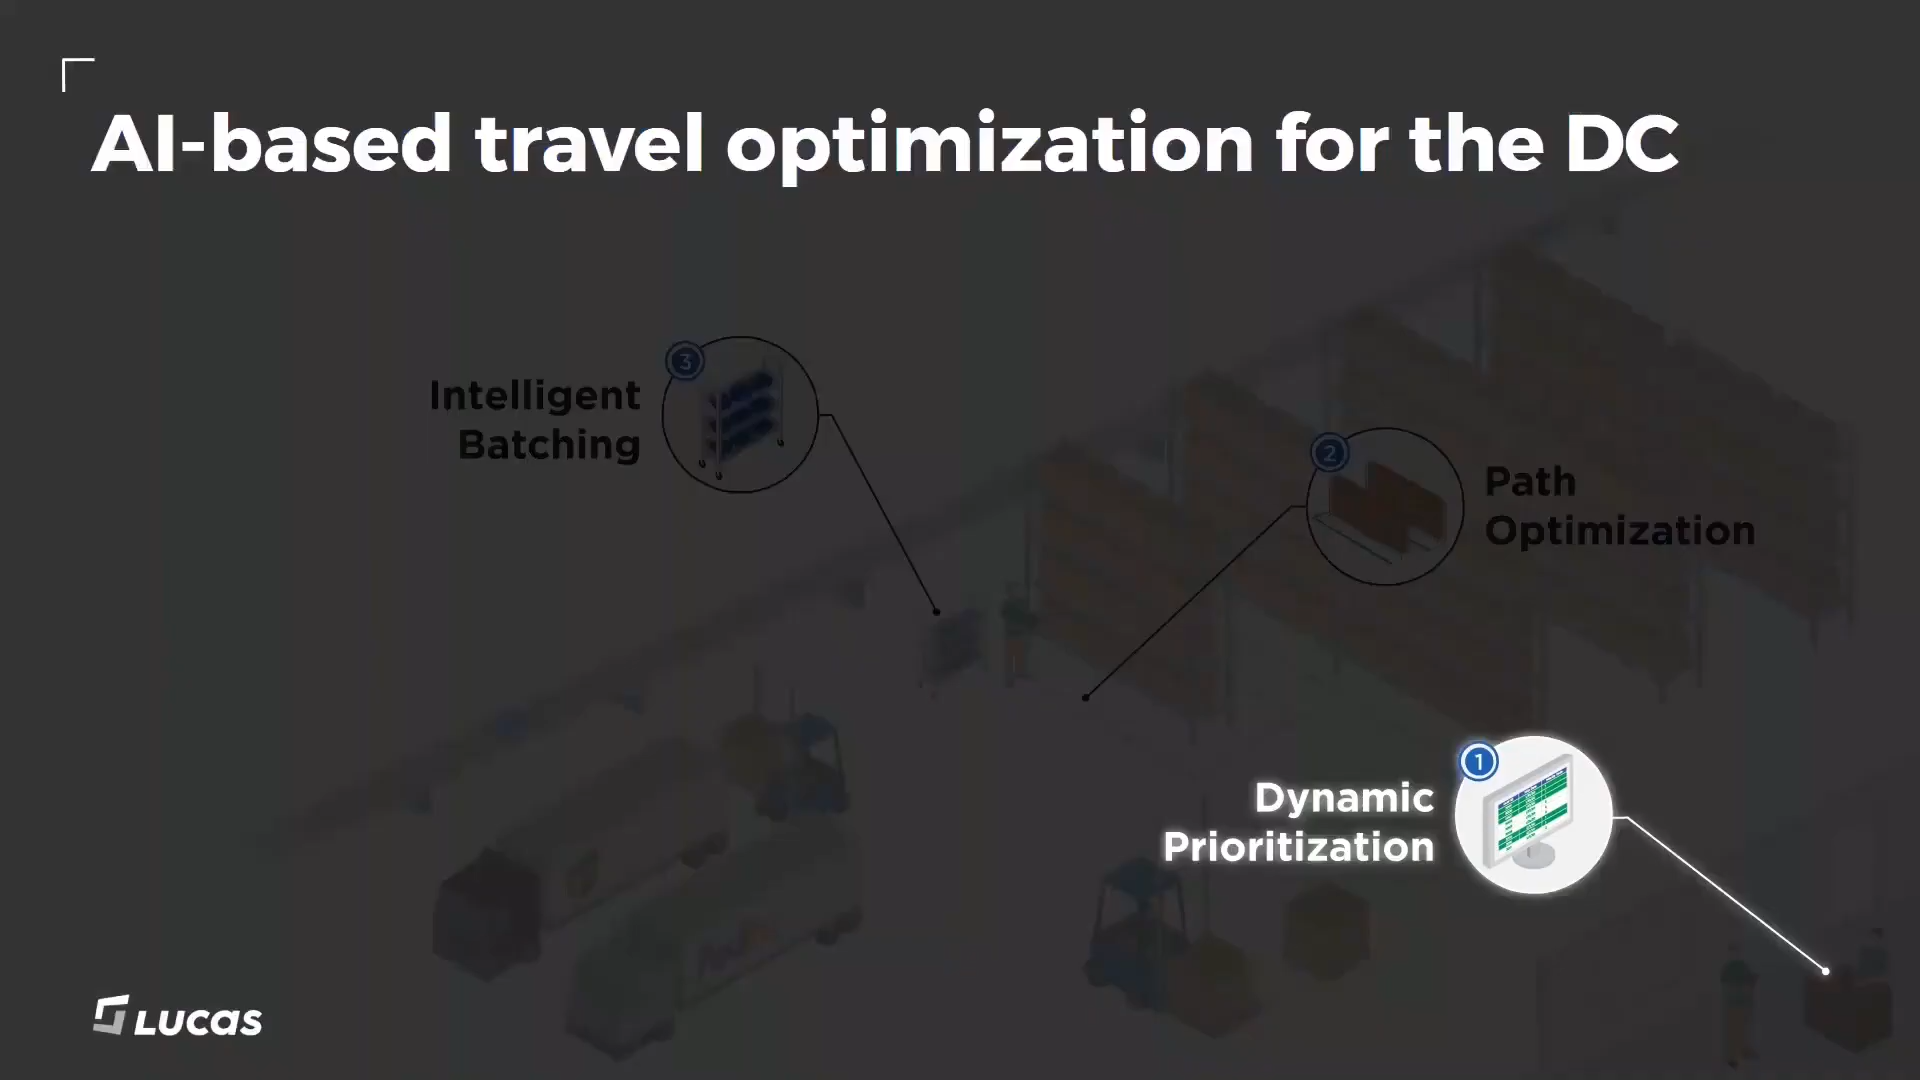 AI-based travel optimization for the DC
3
Intelligent
Batching
2
Path
Optimization
1
Dynamic
Prioritization
LUCAS